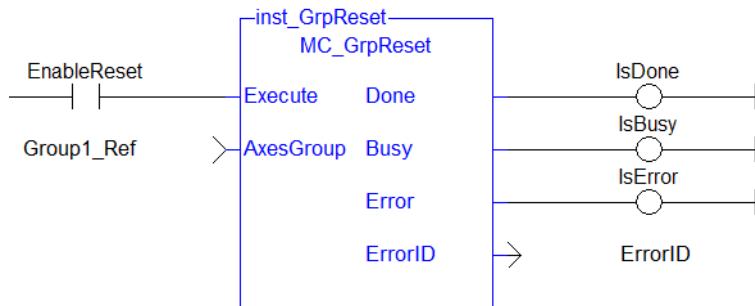 inst_GrpReset
MC_GrpReset
EnableReset
IsDone
Execute Done
IsBusy
Group1_Ref AxesGroup Busy
IsError
Error
ErrorID ErrorID